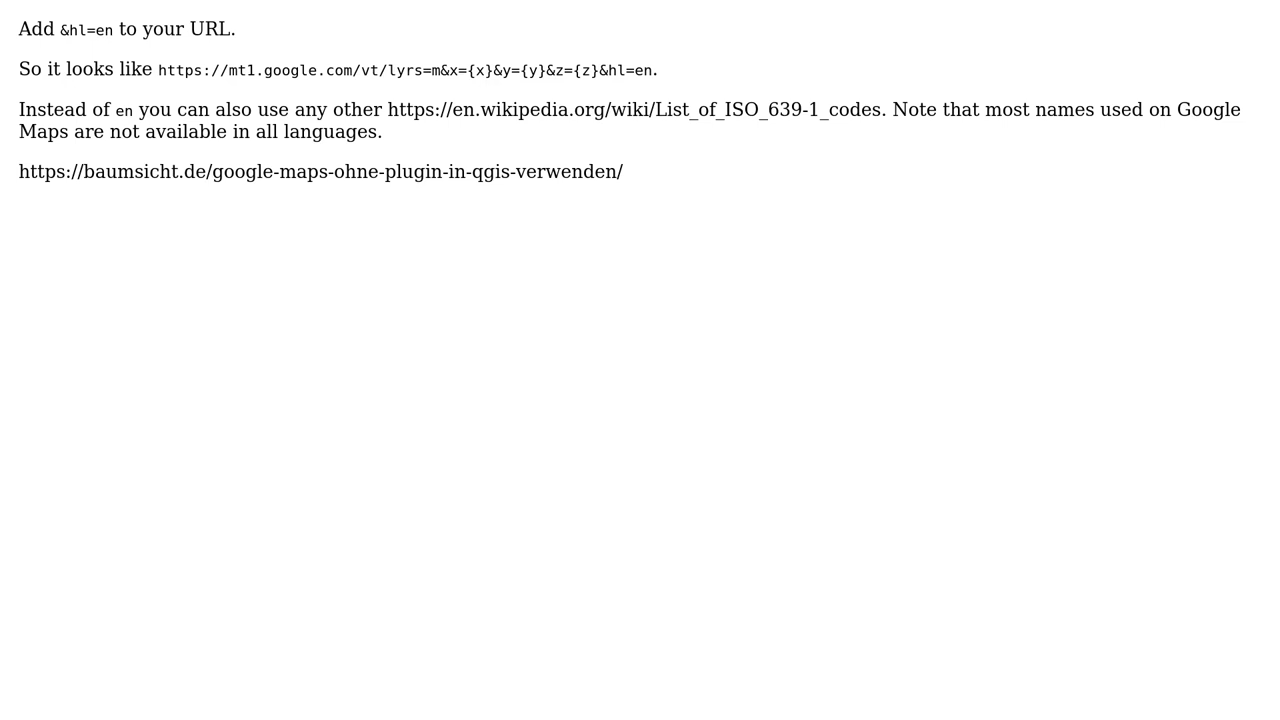 Add &hl=en to your URL.
So it looks like https://mt1.google.com/vt/lyrs=m&x={x}&y={y}&z={z}&hl=en.
Instead of en you can also use any other https://en.wikipedia.org/wiki/List_of_ISO_639-1_codes. Note that most names used on Google
Maps are not available in all languages.
https://baumsicht.de/google-maps-ohne-plugin-in-qgis-verwenden/